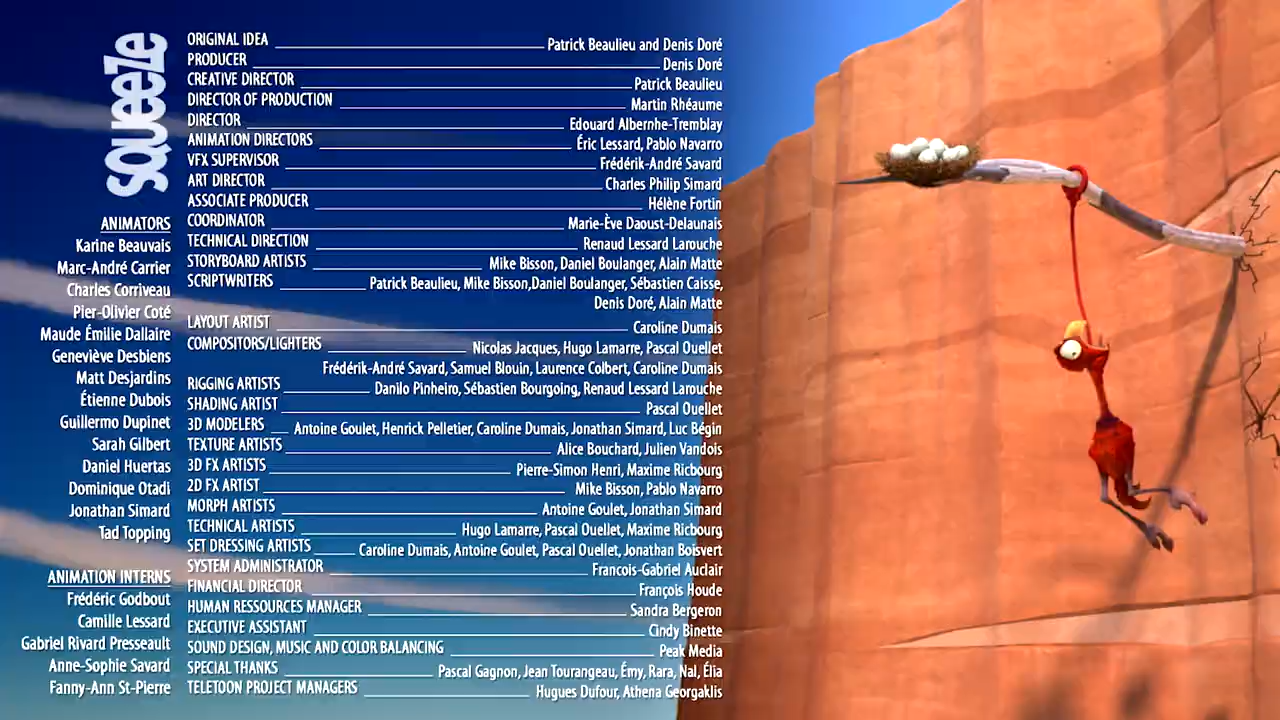 squeeze
ANIMATORS
Karine Beauvais
Marc-André Carrier
Charles Corriveau
Pier-Olivier Coté
Maude Émilie Dallaire
Geneviève Desbiens
Matt Desjardins
Étienne Dubois
Guillermo Dupinet
Sarah Gilbert
Daniel Huertas
Dominique Otadi
Jonathan Simard
Tad Topping
ANIMATION INTERNS
Frédéric Godbout
Camille Lessard
Gabriel Rivard Presseault
Anne-Sophie Savard
Fanny-Ann St-Pierre
ORIGINAL IDEA Patrick Beaulieu and Denis Doré
PRODUCER Denis Doré
CREATIVE DIRECTOR Patrick Beaulieu
DIRECTOR OF PRODUCTION Martin Rhéaume
DIRECTOR Edouard Albernhe-Tremblay
ANIMATION DIRECTORS Éric Lessard, Pablo Navarro
VFX SUPERVISOR Frédérik-André Savard
ART DIRECTOR Charles Philip Simard
ASSOCIATE PRODUCER Hélène Fortin
COORDINATOR Marie-Ève Daoust-Delaunais
TECHNICAL DIRECTION Renaud Lessard Larouche
STORYBOARD ARTISTS Mike Bisson, Daniel Boulanger, Alain Matte
SCRIPTWRITERS Patrick Beaulieu, Mike Bisson,Daniel Boulanger, Sébastien Caisse,
Denis Doré, Alain Matte
LAYOUT ARTIST Caroline Dumais
COMPOSITORS/LIGHTERS Nicolas Jacques, Hugo Lamarre, Pascal Ouellet
Frédérik-André Savard, Samuel Blouin, Laurence Colbert, Caroline Dumais
RIGGING ARTISTS Danilo Pinheiro, Sébastien Bourgoing, Renaud Lessard Larouche
SHADING ARTIST Pascal Ouellet
3D MODELERS Antoine Goulet, Henrick Pelletier, Caroline Dumais, Jonathan Simard, Luc Bégin
TEXTURE ARTISTS Alice Bouchard, Julien Vandois
3D FX ARTISTS Pierre-Simon Henri, Maxime Ricbourg
2D FX ARTIST Mike Bisson, Pablo Navarro
MORPH ARTISTS Antoine Goulet, Jonathan Simard
TECHNICAL ARTISTS Hugo Lamarre, Pascal Ouellet, Maxime Ricbourg
SET DRESSING ARTISTS Caroline Dumais, Antoine Goulet, Pascal Ouellet, Jonathan Boisvert
SYSTEM ADMINISTRATOR Francois-Gabriel Auclair
FINANCIAL DIRECTOR François Houde
HUMAN RESSOURCES MANAGER Sandra Bergeron
EXECUTIVE ASSISTANT Cindy Binette
SOUND DESIGN, MUSIC AND COLOR BALANCING Peak Media
SPECIAL THANKS Pascal Gagnon, Jean Tourangeau, Émy, Rara, Nal, Élia
TELETOON PROJECT MANAGERS Hugues Dufour, Athena Georgaklis